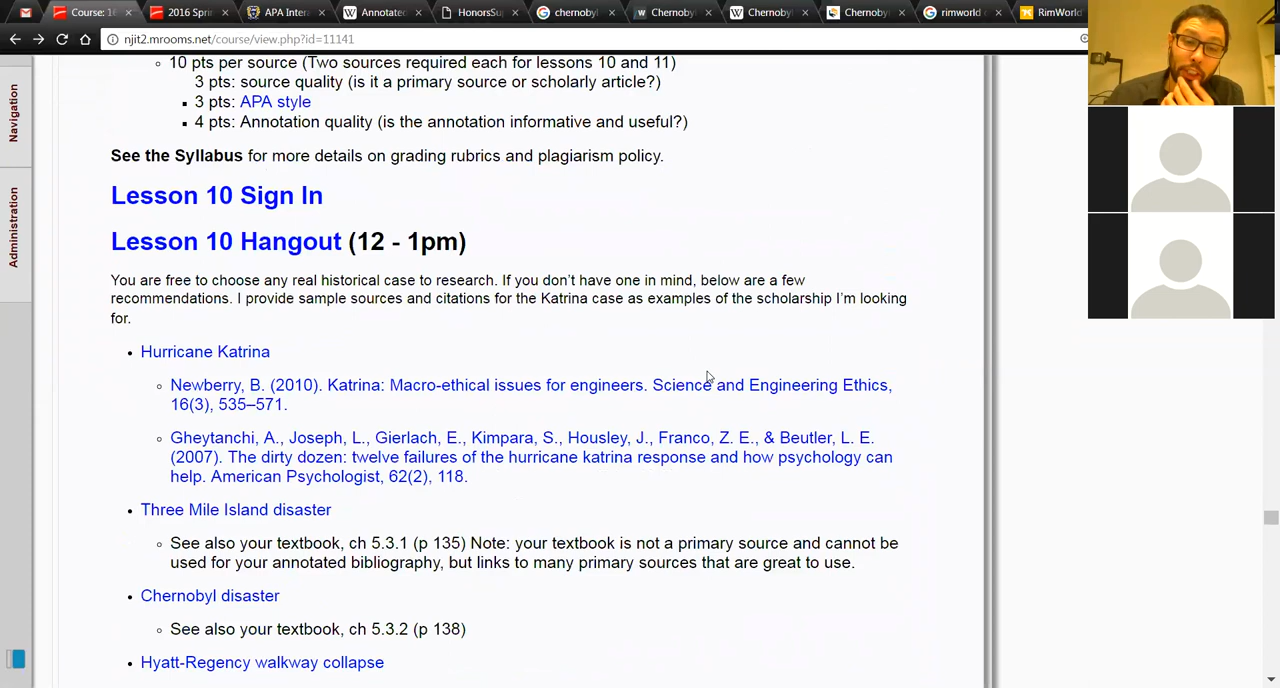 Course: 1
2016 Spri
APA Inter
Annotate
HonorsSu
chernoby
Chernoby
Chernoby
Chernoby
rimworld
RimWorld
njit2.mrooms.net/course/view.php?id=11141
Navigation
Administration
10 pts per source (Two sources required each for lessons 10 and 11)
3 pts: source quality (is it a primary source or scholarly article?)
3 pts: APA style
4 pts: Annotation quality (is the annotation informative and useful?)
See the Syllabus for more details on grading rubrics and plagiarism policy.
Lesson 10 Sign In
Lesson 10 Hangout (12 - 1pm)
You are free to choose any real historical case to research. If you don't have one in mind, below are a few
recommendations. I provide sample sources and citations for the Katrina case as examples of the scholarship I'm looking
for.
Hurricane Katrina
Newberry, B. (2010). Katrina: Macro-ethical issues for engineers. Science and Engineering Ethics,
16(3), 535–571.
Gheytanchi, A., Joseph, L., Gierlach, E., Kimpara, S., Housley, J., Franco, Z. E., & Beutler, L. E.
(2007). The dirty dozen: twelve failures of the hurricane katrina response and how psychology can
help. American Psychologist, 62(2), 118.
Three Mile Island disaster
See also your textbook, ch 5.3.1 (p 135) Note: your textbook is not a primary source and cannot be
used for your annotated bibliography, but links to many primary sources that are great to use.
Chernobyl disaster
See also your textbook, ch 5.3.2 (p 138)
Hyatt-Regency walkway collapse